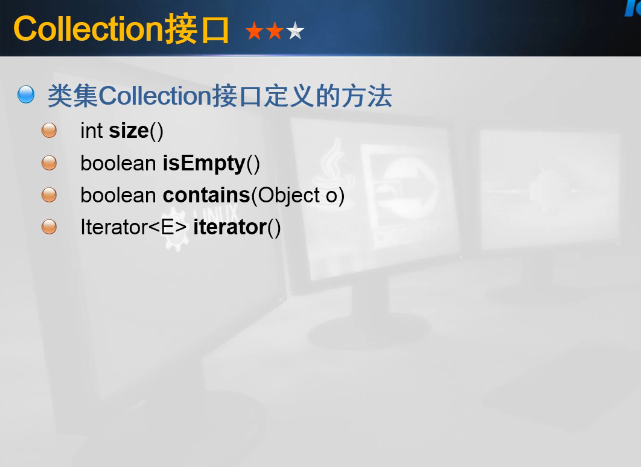 Collection接口
类集Collection接口定义的方法
int size()
boolean isEmpty()
boolean contains(Object o)
Iterator<E> iterator()
LINUX